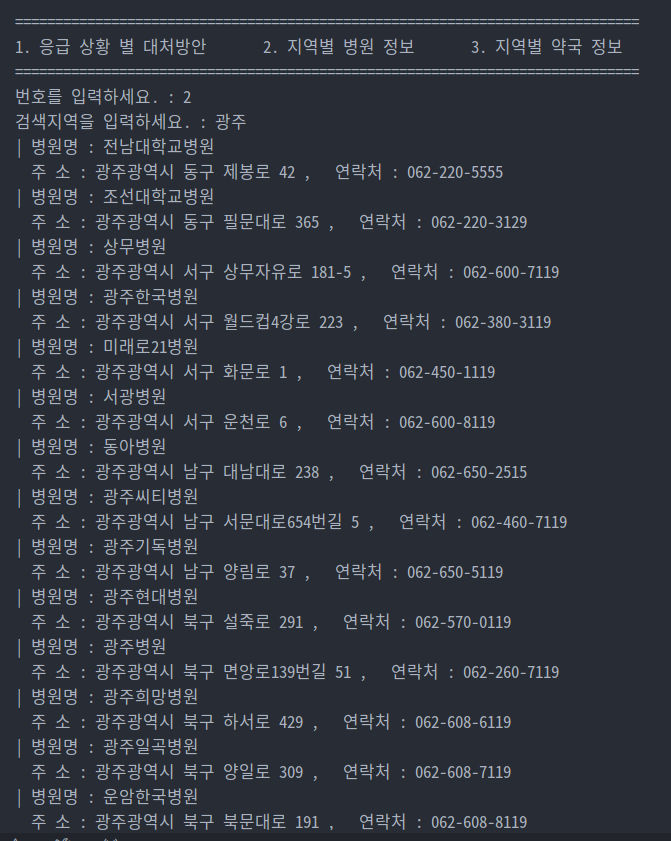 ================================================================================
1. 응급 상황 별 대처방안 2. 지역별 병원 정보 3. 지역별 약국 정보
================================================================================
번호를 입력하세요. : 2
검색지역을 입력하세요. : 광주
| 병원명 : 전남대학교병원
주 소 : 광주광역시 동구 제봉로 42 , 연락처 : 062-220-5555
| 병원명 : 조선대학교병원
주 소 : 광주광역시 동구 필문대로 365 , 연락처 : 062-220-3129
| 병원명 : 상무병원
주 소 : 광주광역시 서구 상무자유로 181-5 , 연락처 : 062-600-7119
| 병원명 : 광주한국병원
주 소 : 광주광역시 서구 월드컵4강로 223 , 연락처 : 062-380-3119
| 병원명 : 미래로21병원
주 소 : 광주광역시 서구 화문로 1 , 연락처 : 062-450-1119
| 병원명 : 서광병원
주 소 : 광주광역시 서구 운천로 6 , 연락처 : 062-600-8119
| 병원명 : 동아병원
주 소 : 광주광역시 남구 대남대로 238 , 연락처 : 062-650-2515
| 병원명 : 광주씨티병원
주 소 : 광주광역시 남구 서문대로654번길 5 , 연락처 : 062-460-7119
| 병원명 : 광주기독병원
주 소 : 광주광역시 남구 양림로 37 , 연락처 : 062-650-5119
| 병원명 : 광주현대병원
주 소 : 광주광역시 북구 설죽로 291 , 연락처 : 062-570-0119
| 병원명 : 광주병원
주 소 : 광주광역시 북구 면앙로139번길 51 , 연락처 : 062-260-7119
| 병원명 : 광주희망병원
주 소 : 광주광역시 북구 하서로 429 , 연락처 : 062-608-6119
| 병원명 : 광주일곡병원
주 소 : 광주광역시 북구 양일로 309 , 연락처 : 062-608-7119
| 병원명 : 운암한국병원
주 소 : 광주광역시 북구 북문대로 191 , 연락처 : 062-608-8119